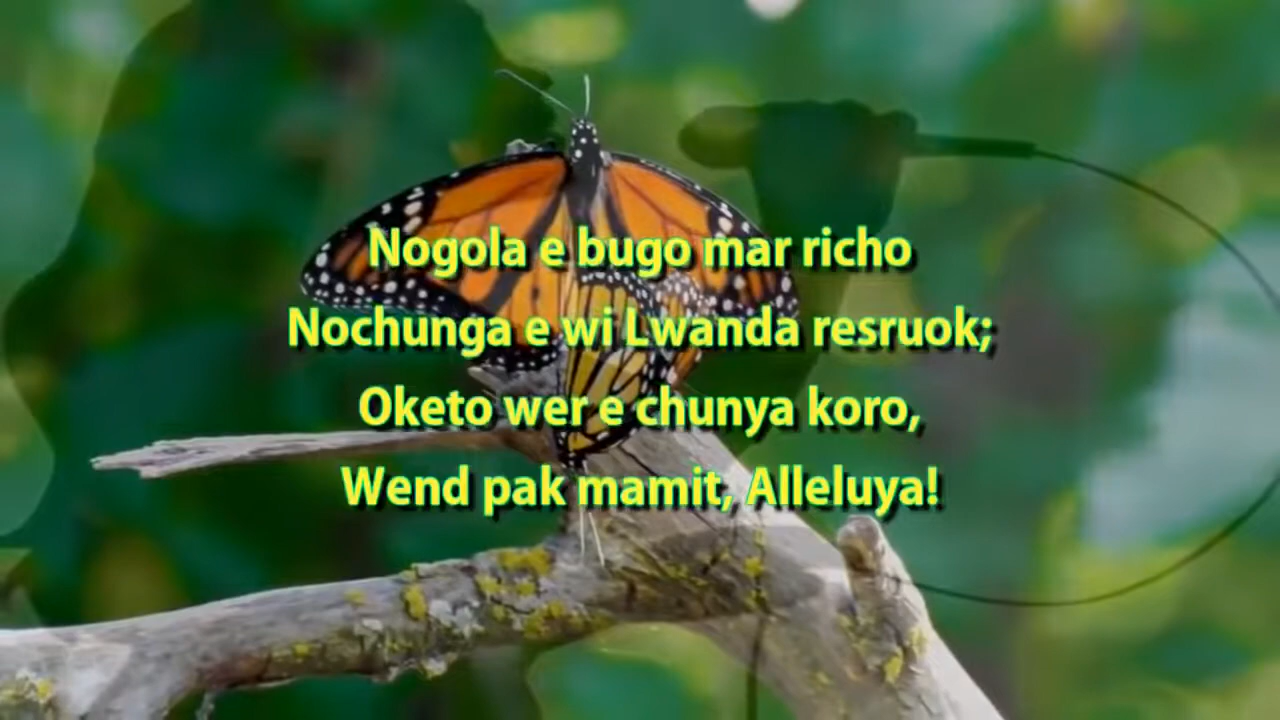 Nogola e bugo mar richo
Nochunga e wi Lwanda resruok;
Oketo wer e chunya koro,
Wend pak mamit, Alleluya!